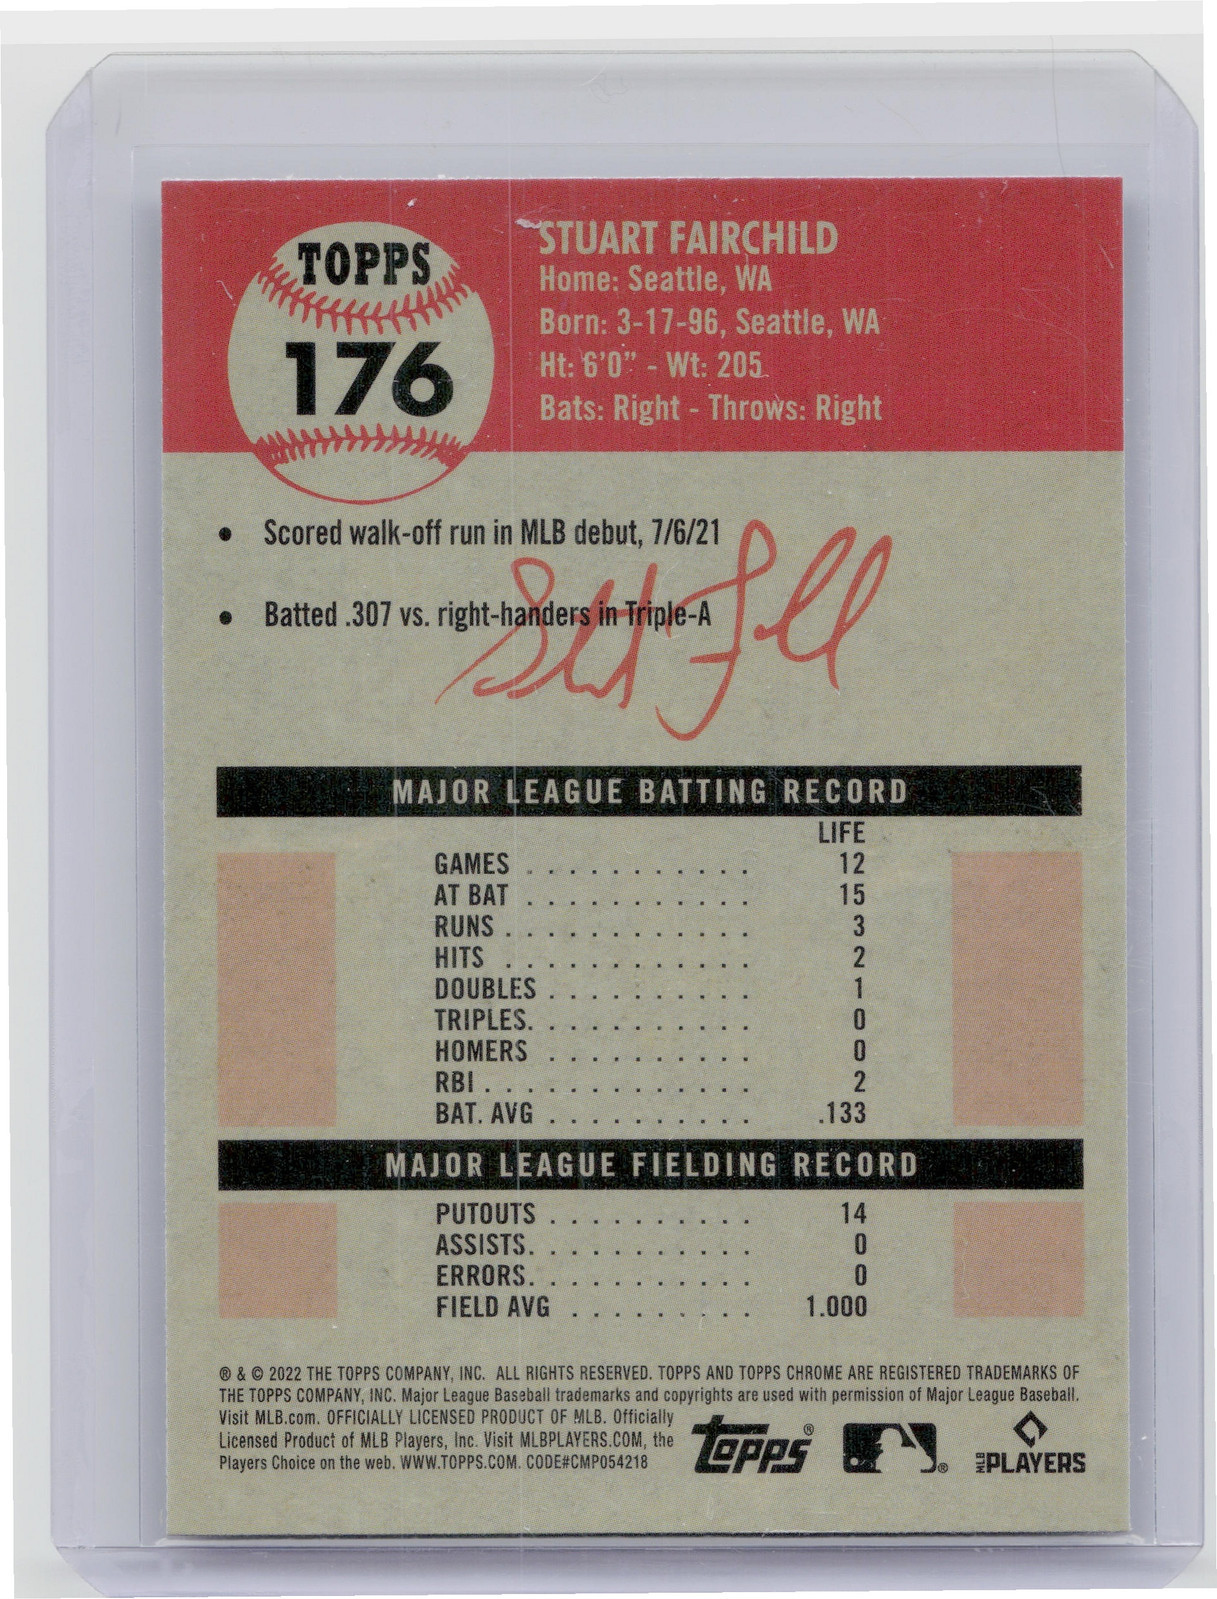 TOPPS
176
STUART FAIRCHILD
Home: Seattle, WA
Born: 3-17-96, Seattle, WA
Ht: 6'0" - Wt: 205
Bats: Right - Throws: Right
• Scored walk-off run in MLB debut, 7/6/21
• Batted .307 vs. right-handers in Triple-A
MAJOR LEAGUE BATTING RECORD
LIFE
GAMES . . . . . . . . . . . 12
AT BAT . . . . . . . . . . . 15
RUNS . . . . . . . . . . . . 3
HITS . . . . . . . . . . . . 2
DOUBLES . . . . . . . . . . 1
TRIPLES. . . . . . . . . . . 0
HOMERS . . . . . . . . . . 0
RBI . . . . . . . . . . . . . 2
BAT. AVG . . . . . . . . . . .133
MAJOR LEAGUE FIELDING RECORD
PUTOUTS . . . . . . . . . . 14
ASSISTS. . . . . . . . . . . 0
ERRORS. . . . . . . . . . . 0
FIELD AVG . . . . . . . . . 1.000
® & © 2022 THE TOPPS COMPANY, INC. ALL RIGHTS RESERVED. TOPPS AND TOPPS CHROME ARE REGISTERED TRADEMARKS OF
THE TOPPS COMPANY, INC. Major League Baseball trademarks and copyrights are used with permission of Major League Baseball.
Visit MLB.com. OFFICIALLY LICENSED PRODUCT OF MLB. Officially
Licensed Product of MLB Players, Inc. Visit MLBPLAYERS.COM, the
Players Choice on the web. WWW.TOPPS.COM. CODE#CMP054218
topps®
®
MLB PLAYERS